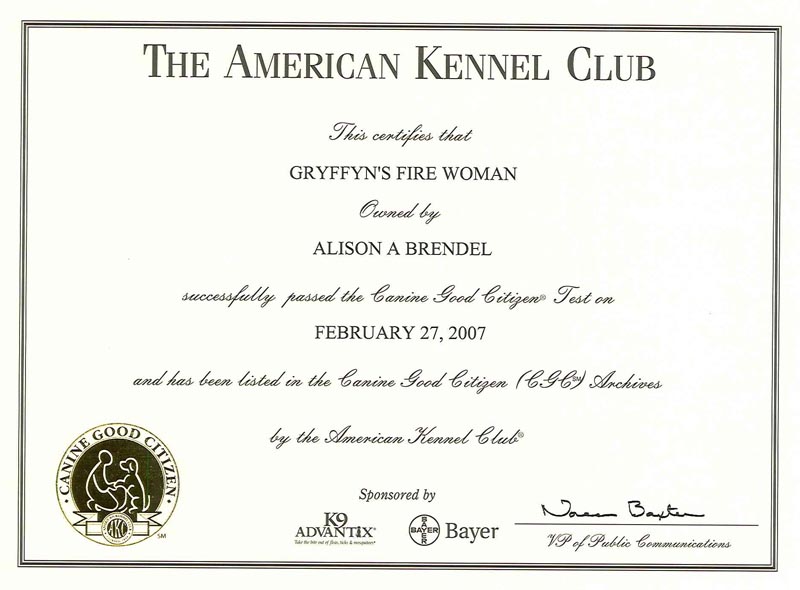 THE AMERICAN KENNEL CLUB
This certifies that
GRYFFYN'S FIRE WOMAN
Owned by
ALISON A BRENDEL
successfully passed the Canine Good Citizen® Test on
FEBRUARY 27, 2007
and has been listed in the Canine Good Citizen (CGC℠) Archives
by the American Kennel Club®
CANINE GOOD CITIZEN
AKC
SM
Sponsored by
K9
ADVANTIX®
Take the bite out of fleas, ticks & mosquitoes®
BAYER
BAYER
Bayer
Noreen Baxter
VP of Public Communications